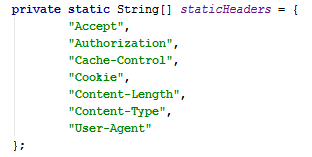 private static String[] staticHeaders = {
"Accept",
"Authorization",
"Cache-Control",
"Cookie",
"Content-Length",
"Content-Type",
"User-Agent"
};